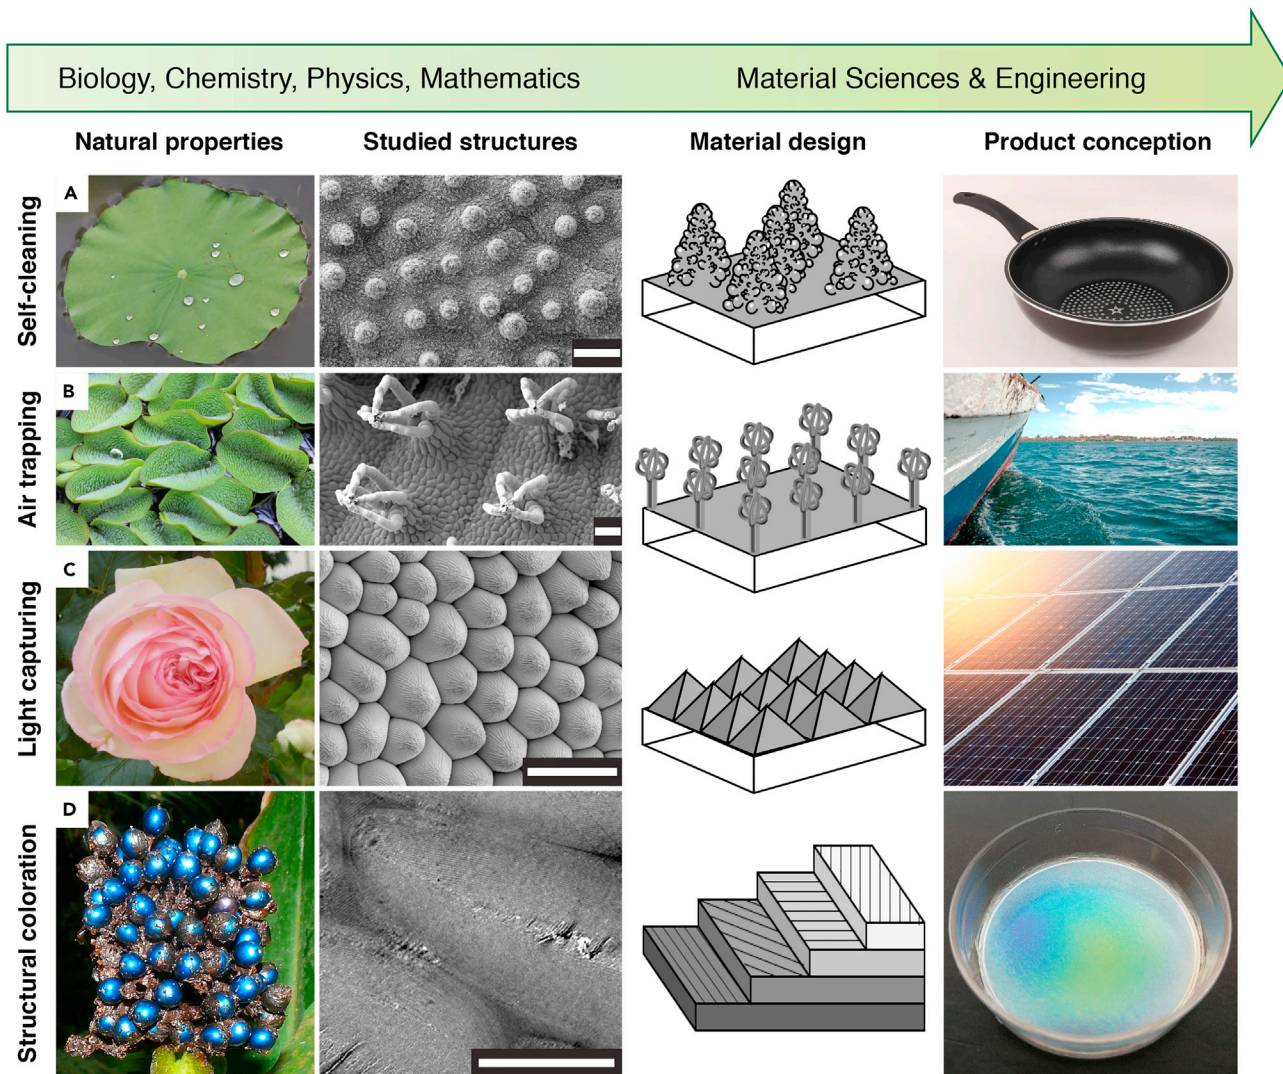 Biology, Chemistry, Physics, Mathematics
Material Sciences & Engineering
Natural properties
Studied structures
Material design
Product conception
Self-cleaning
A
Air trapping
B
Light capturing
C
Structural coloration
D